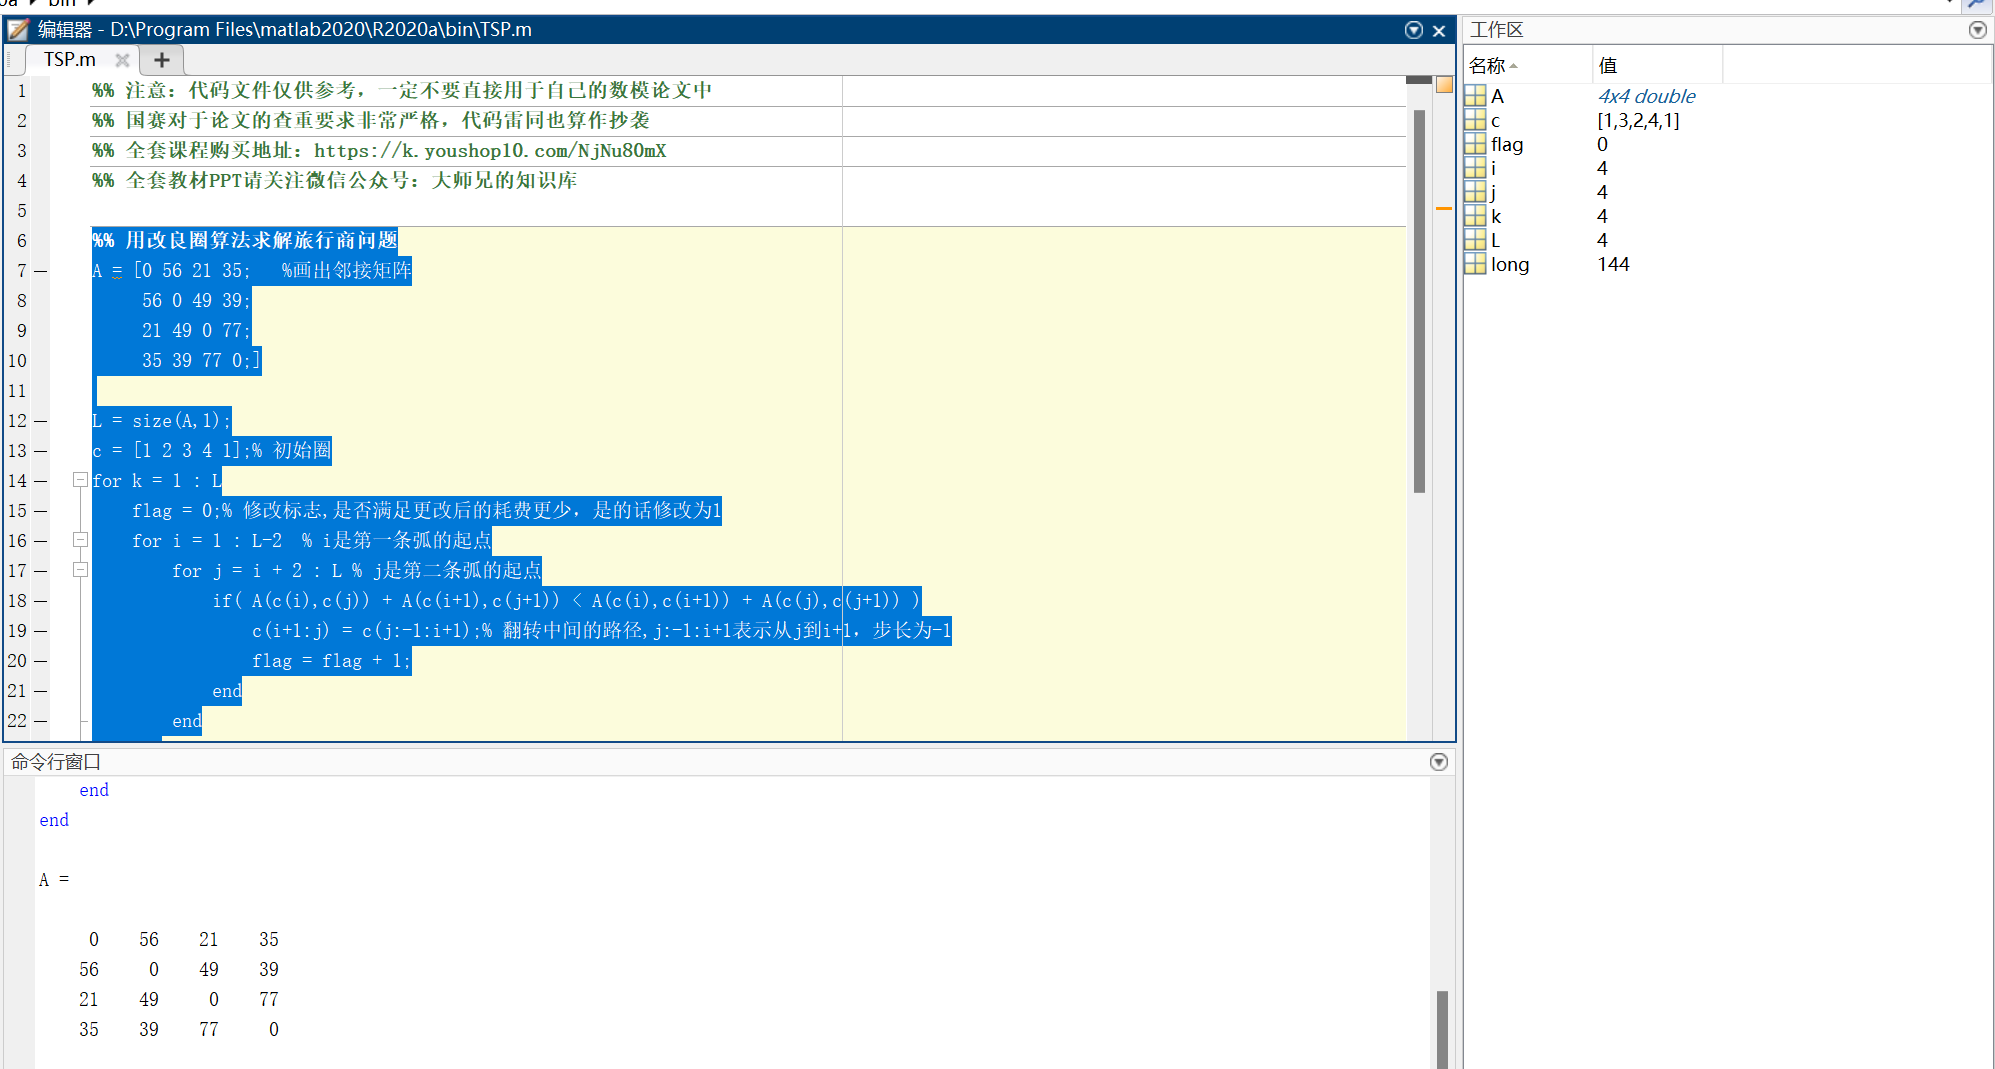 编辑器 - D:\Program Files\matlab2020\R2020a\bin\TSP.m
TSP.m
1 %% 注意：代码文件仅供参考，一定不要直接用于自己的数模论文中
2 %% 国赛对于论文的查重要求非常严格，代码雷同也算作抄袭
3 %% 全套课程购买地址：https://k.youshop10.com/NjNu80mX
4 %% 全套教材PPT请关注微信公众号：大师兄的知识库
5
6 %% 用改良圈算法求解旅行商问题
7 — A = [0 56 21 35;   %画出邻接矩阵
8      56 0 49 39;
9      21 49 0 77;
10      35 39 77 0;]
11
12 — L = size(A,1);
13 — c = [1 2 3 4 1];% 初始圈
14 — for k = 1 : L
15 —     flag = 0;% 修改标志,是否满足更改后的耗费更少，是的话修改为1
16 —     for i = 1 : L-2  % i是第一条弧的起点
17 —         for j = i + 2 : L % j是第二条弧的起点
18 —             if( A(c(i),c(j)) + A(c(i+1),c(j+1)) < A(c(i),c(i+1)) + A(c(j),c(j+1)) )
19 —                 c(i+1:j) = c(j:-1:i+1);% 翻转中间的路径,j:-1:i+1表示从j到i+1，步长为-1
20 —                 flag = flag + 1;
21 —             end
22 —         end
命令行窗口
    end
end
A =
     0    56    21    35
    56     0    49    39
    21    49     0    77
    35    39    77     0
工作区
名称 值
A 4x4 double
c [1,3,2,4,1]
flag 0
i 4
j 4
k 4
L 4
long 144